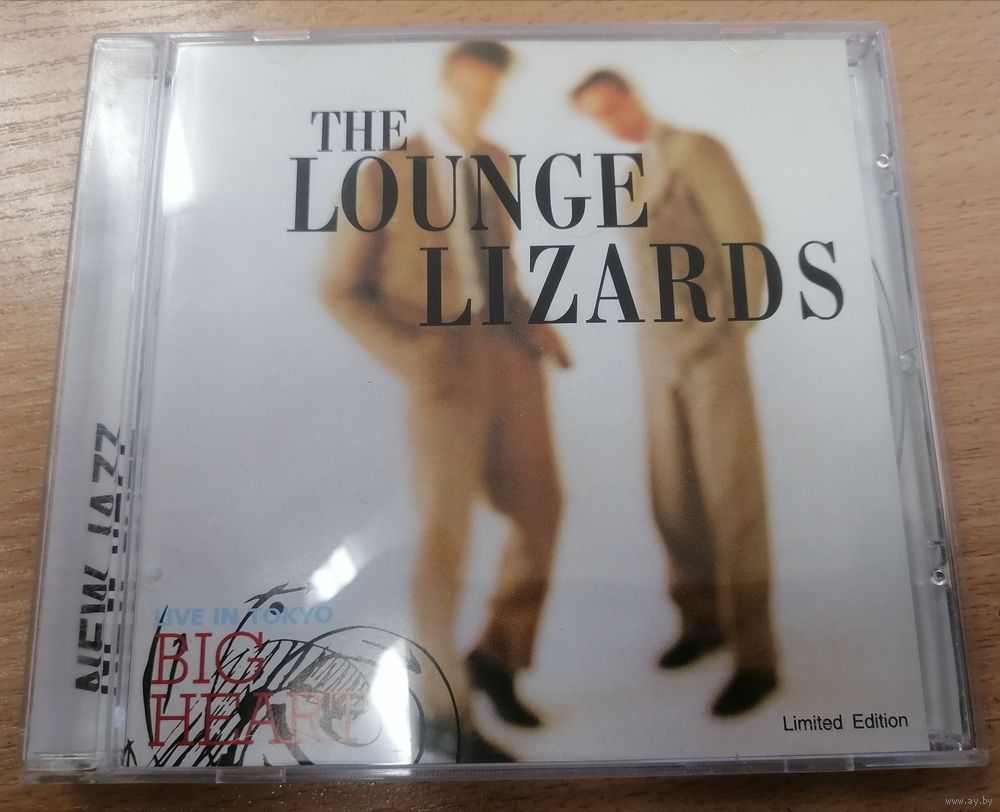 THE
LOUNGE
LIZARDS
NEW JAZZ
LIVE IN TOKYO
BIG
HEART
Limited Edition
www.ay.by